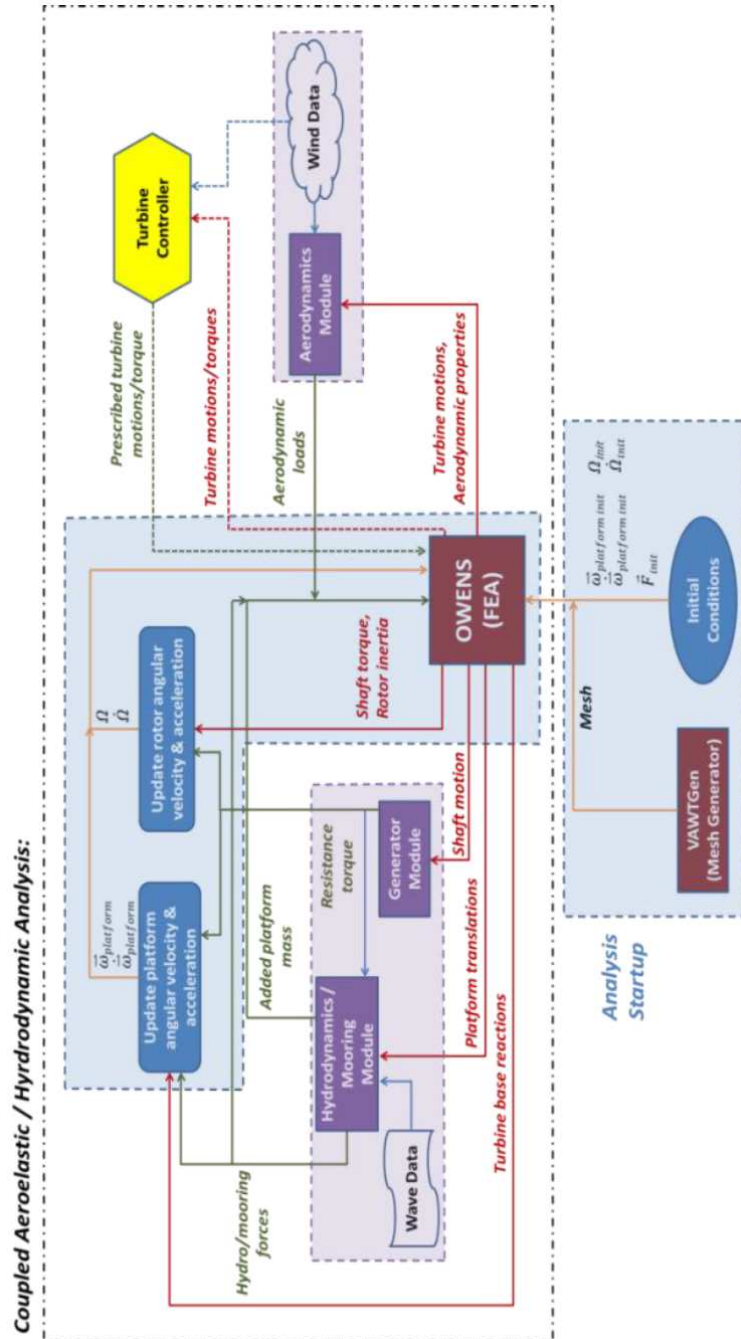 Coupled Aeroelastic / Hyrdrodynamic Analysis:
Turbine
Controller
Wind Data
Aerodynamics
Module
Prescribed turbine
motions/torque
Turbine motions/torques
Aerodynamic
loads
Turbine motions,
Aerodynamic properties
Update platform
angular velocity &
acceleration
Update rotor angular
velocity & acceleration
ω⃗platform
ω⃗̇platform
Ω
Ω̇
Shaft torque,
Rotor inertia
OWENS
(FEA)
Hydro/mooring
forces
Added platform
mass
Resistance
torque
Shaft motion
Hydrodynamics /
Mooring
Module
Generator
Module
Wave Data
Platform translations
Turbine base reactions
Analysis
Startup
VAWTGen
(Mesh Generator)
Mesh
Initial
Conditions
ω⃗platform init
ω⃗̇platform init
F⃗init
Ωinit
Ω̇init